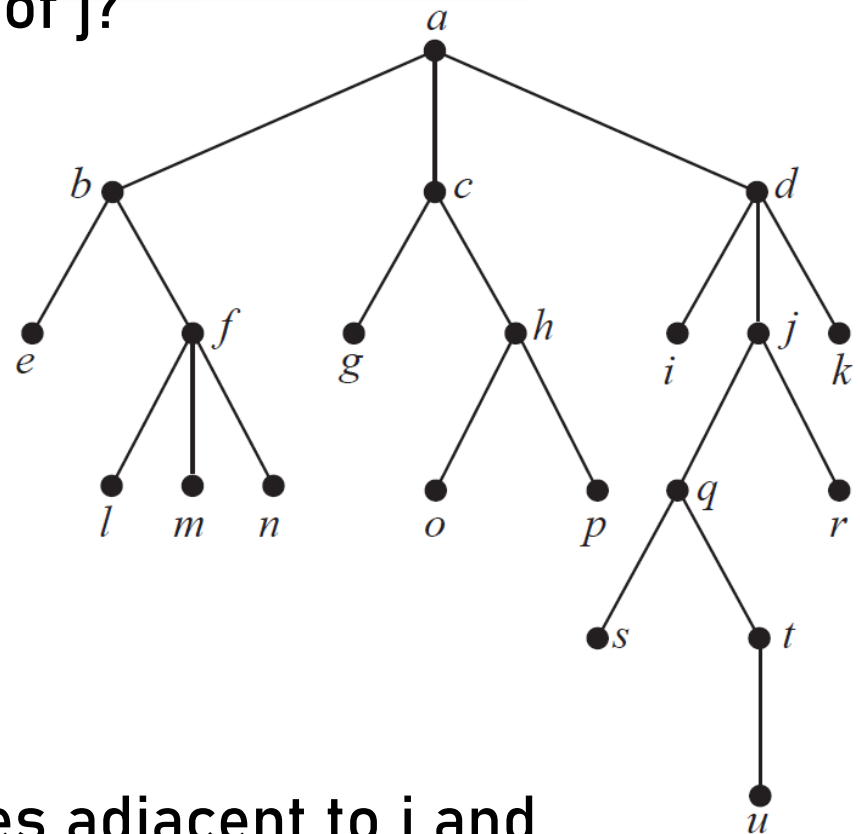 of j?
a
b c d
e f g h i j k
l m n o p q r
s t
u
es adjacent to j and